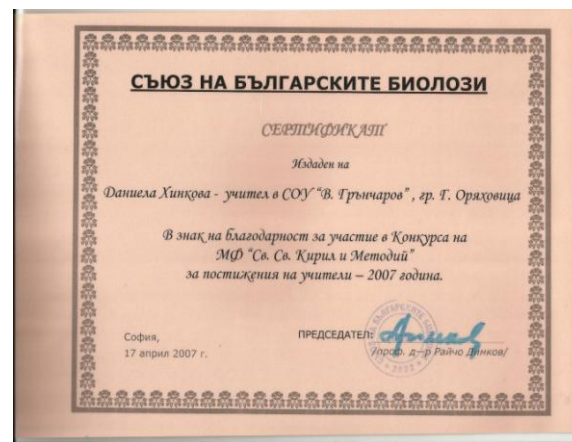 СЪЮЗ НА БЪЛГАРСКИТЕ БИОЛОЗИ
СЕРТИФИКАТ
Издаден на
Даниела Хинкова - учител в СОУ "В. Грънчаров" , гр. Г. Оряховица
В знак на благодарност за участие в Конкурса на
МФ "Св. Св. Кирил и Методий"
за постижения на учители – 2007 година.
София,
17 април 2007 г.
ПРЕДСЕДАТЕЛ:
/проф. д-р Райчо Динков/